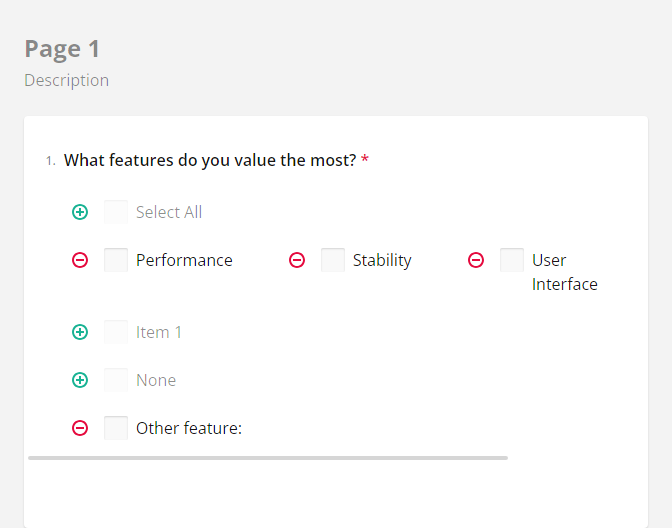 Page 1
Description
1. What features do you value the most? *
Select All
Performance Stability User
Interface
Item 1
None
Other feature: